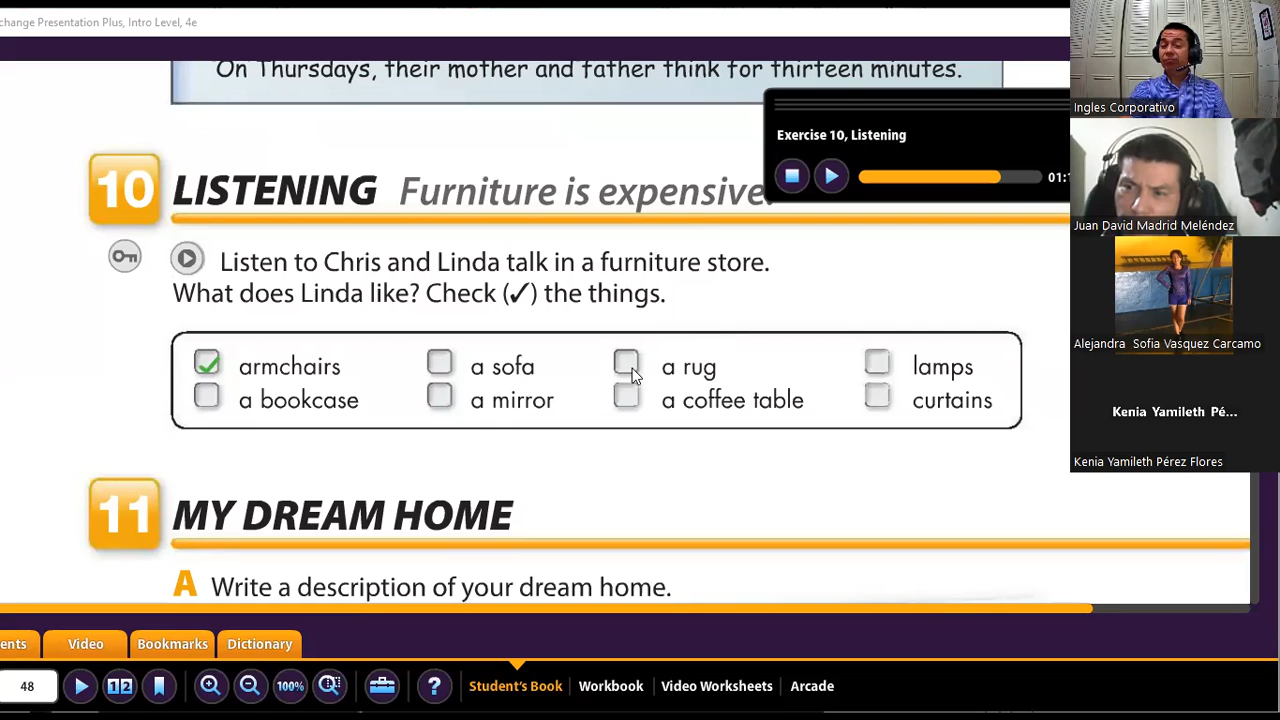 change Presentation Plus, Intro Level, 4e
On Thursdays, their mother and father think for thirteen minutes.
Exercise 10, Listening
10 LISTENING Furniture is expensive.
Listen to Chris and Linda talk in a furniture store.
What does Linda like? Check (✓) the things.
armchairs a sofa a rug lamps
a bookcase a mirror a coffee table curtains
11 MY DREAM HOME
A Write a description of your dream home.
Ingles Corporativo
Juan David Madrid Meléndez
Alejandra Sofia Vasquez Carcamo
Kenia Yamileth Pé...
Kenia Yamileth Pérez Flores
ents Video Bookmarks Dictionary
48 12 100% ? Student's Book Workbook Video Worksheets Arcade